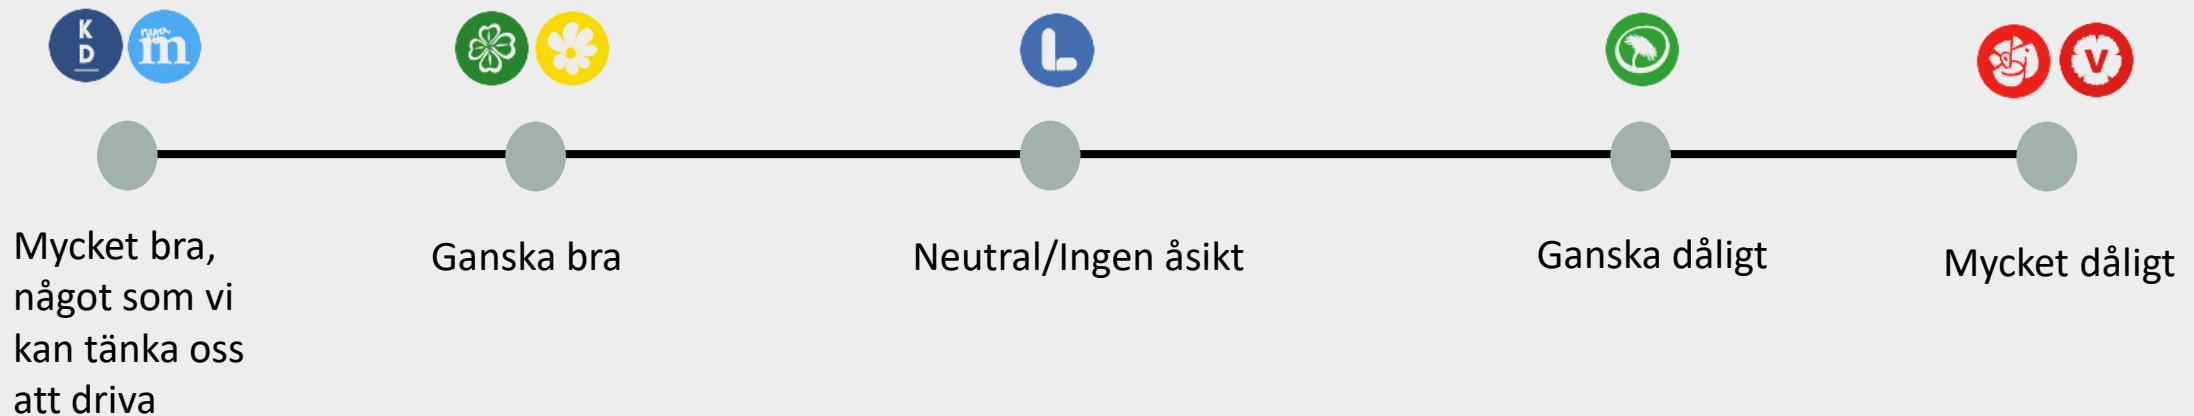 K
D
nya
m
L
V
Mycket bra,
något som vi
kan tänka oss
att driva
Ganska bra
Neutral/Ingen åsikt
Ganska dåligt
Mycket dåligt